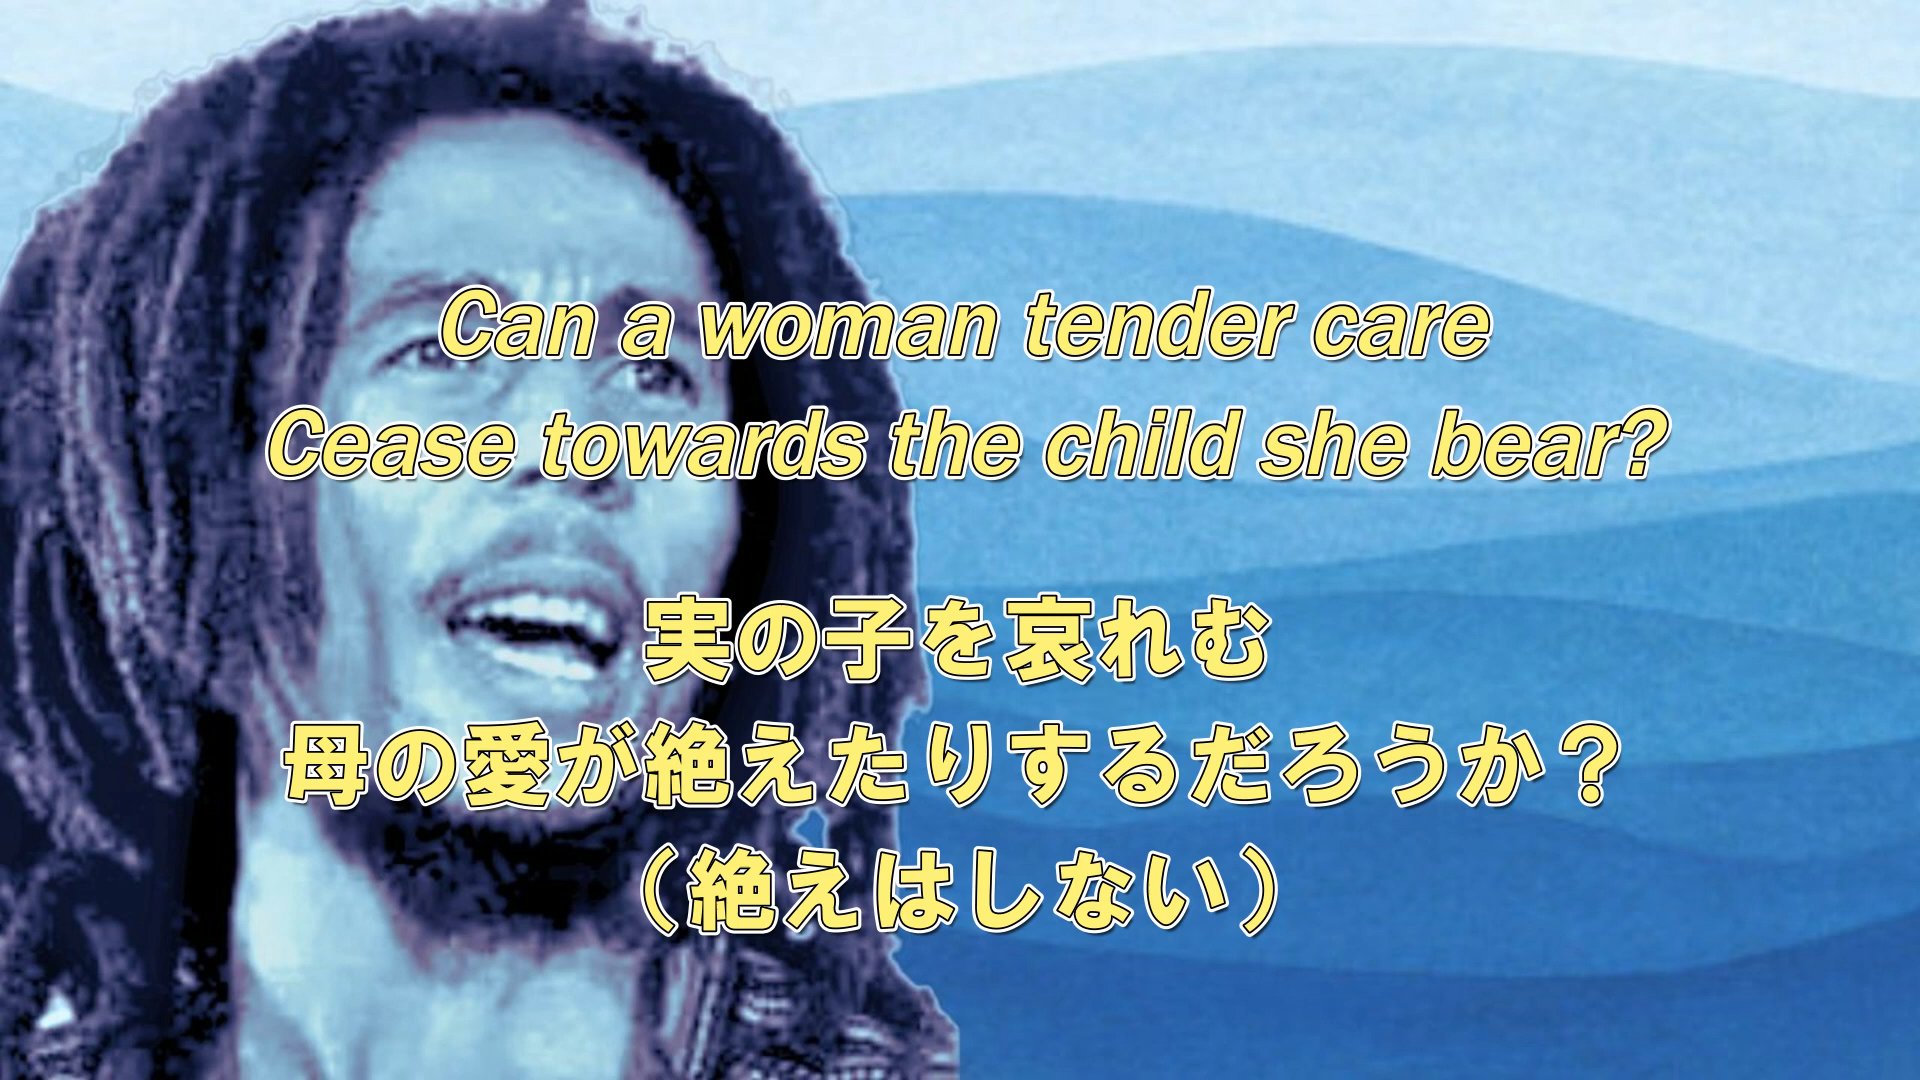 Can a woman tender care
Cease towards the child she bear?
実の子を哀れむ
母の愛が絶えたりするだろうか？
（絶えはしない）